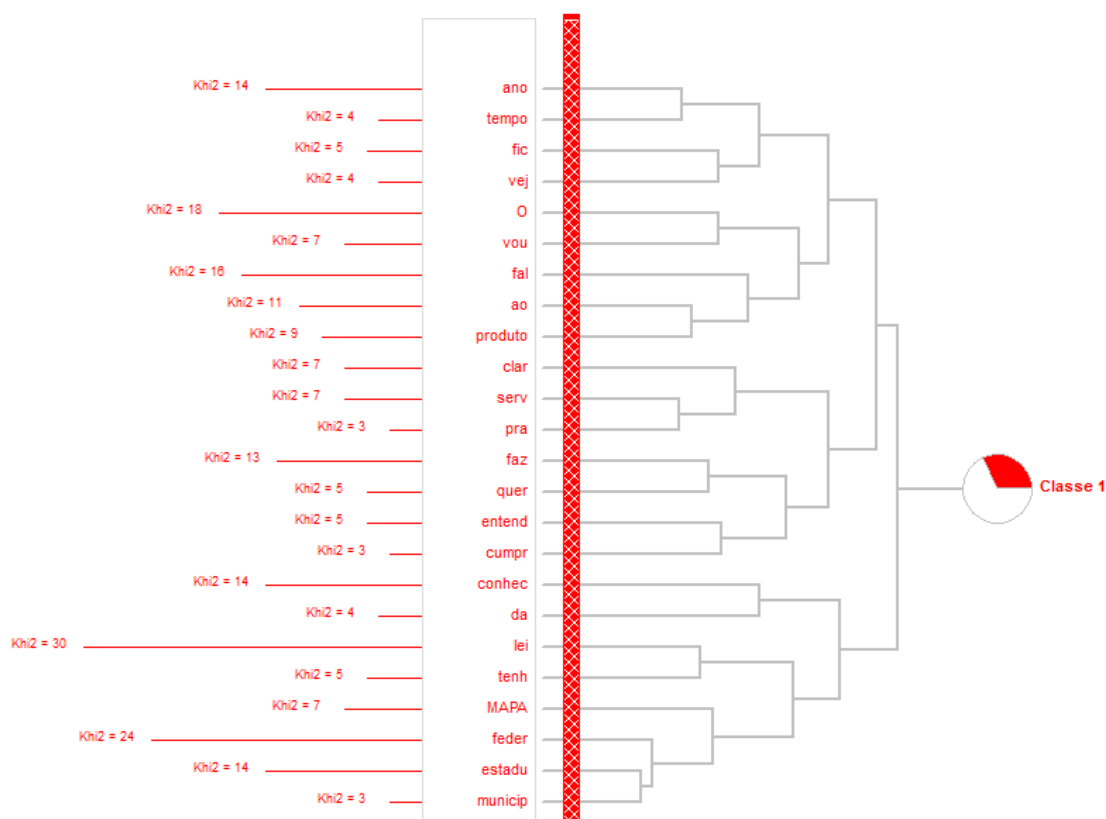 Khi2 = 14 ano
Khi2 = 4 tempo
Khi2 = 5 fic
Khi2 = 4 vej
Khi2 = 18 O
Khi2 = 7 vou
Khi2 = 16 fal
Khi2 = 11 ao
Khi2 = 9 produto
Khi2 = 7 clar
Khi2 = 7 serv
Khi2 = 3 pra
Khi2 = 13 faz
Khi2 = 5 quer
Classe 1
Khi2 = 5 entend
Khi2 = 3 cumpr
Khi2 = 14 conhec
Khi2 = 4 da
Khi2 = 30 lei
Khi2 = 5 tenh
Khi2 = 7 MAPA
Khi2 = 24 feder
Khi2 = 14 estadu
Khi2 = 3 municip